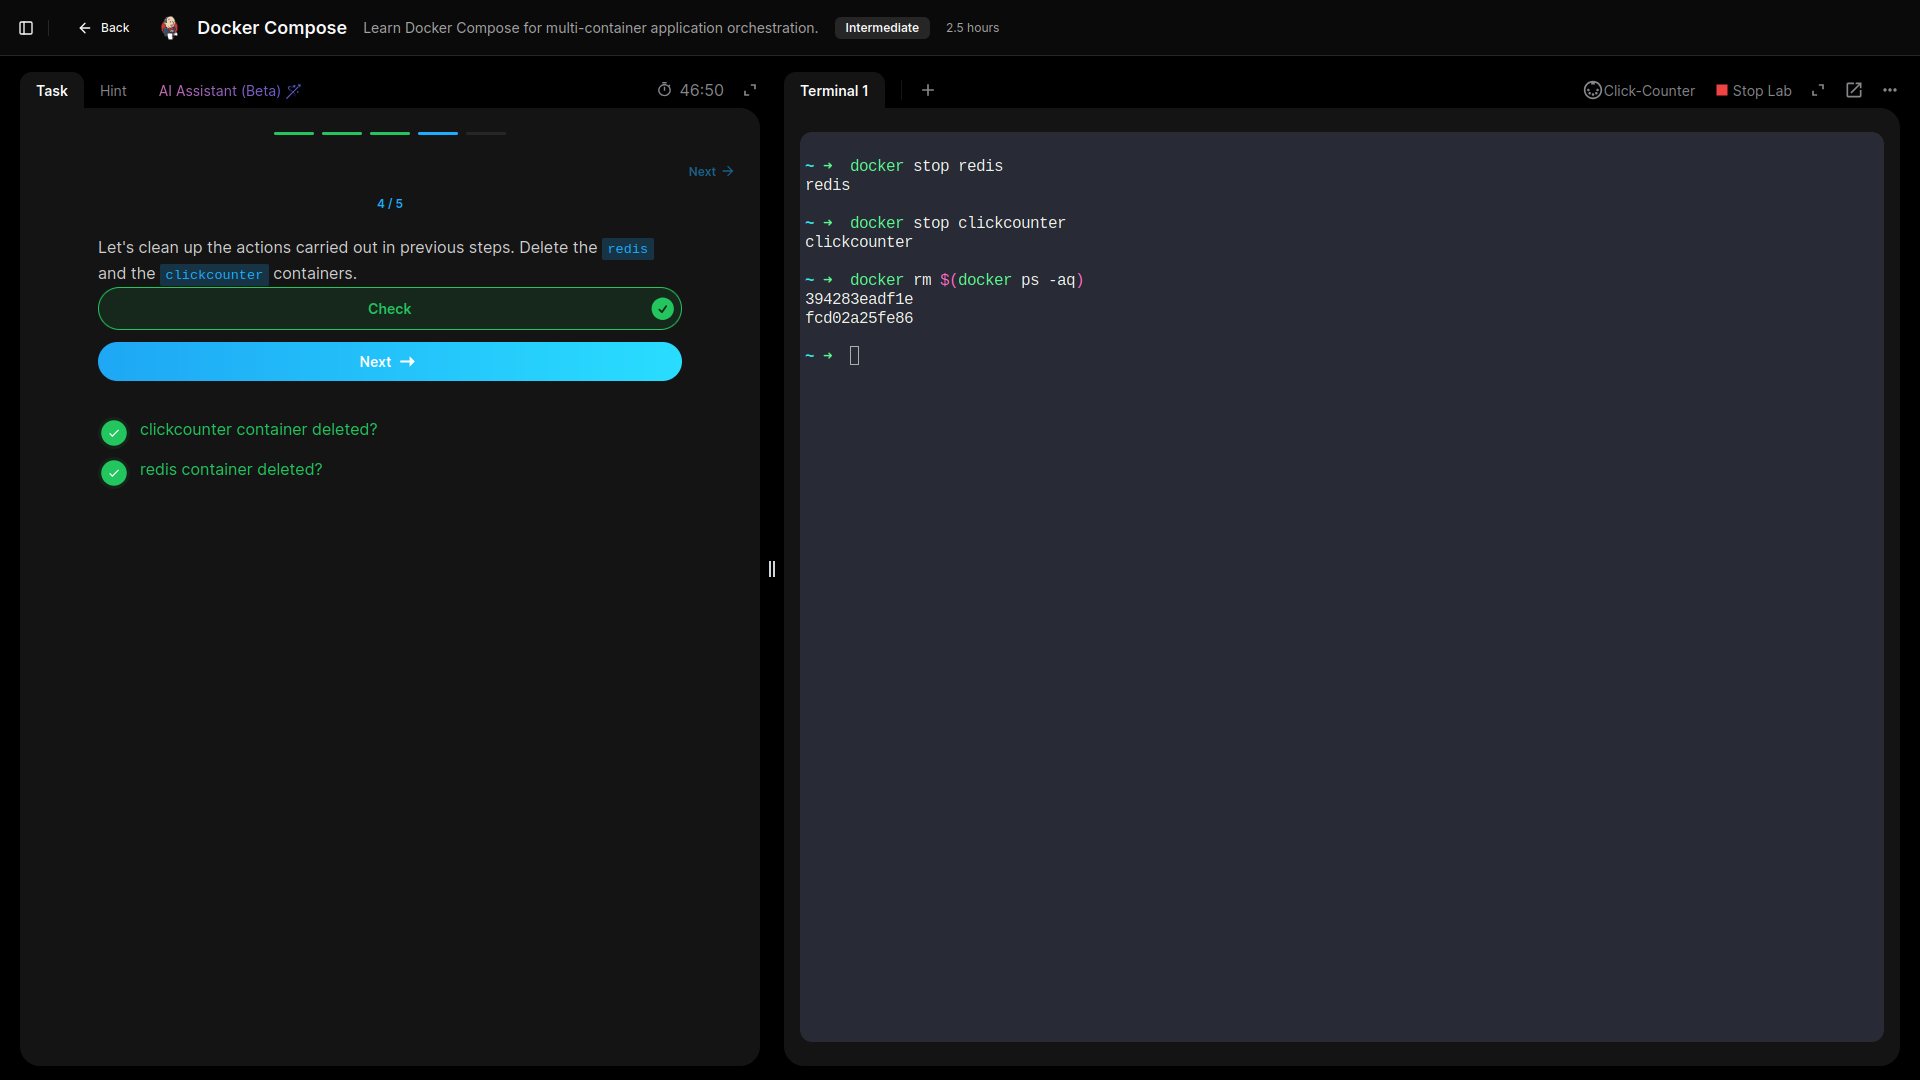 Back
Docker Compose
Learn Docker Compose for multi-container application orchestration.
Intermediate
2.5 hours
Task
Hint
AI Assistant (Beta)
46:50
Next
4 / 5
Let's clean up the actions carried out in previous steps. Delete the redis
and the clickcounter containers.
Check
Next
clickcounter container deleted?
redis container deleted?
Terminal 1
Click-Counter
Stop Lab
~ ➜ docker stop redis
redis
~ ➜ docker stop clickcounter
clickcounter
~ ➜ docker rm $(docker ps -aq)
394283eadf1e
fcd02a25fe86
~ ➜